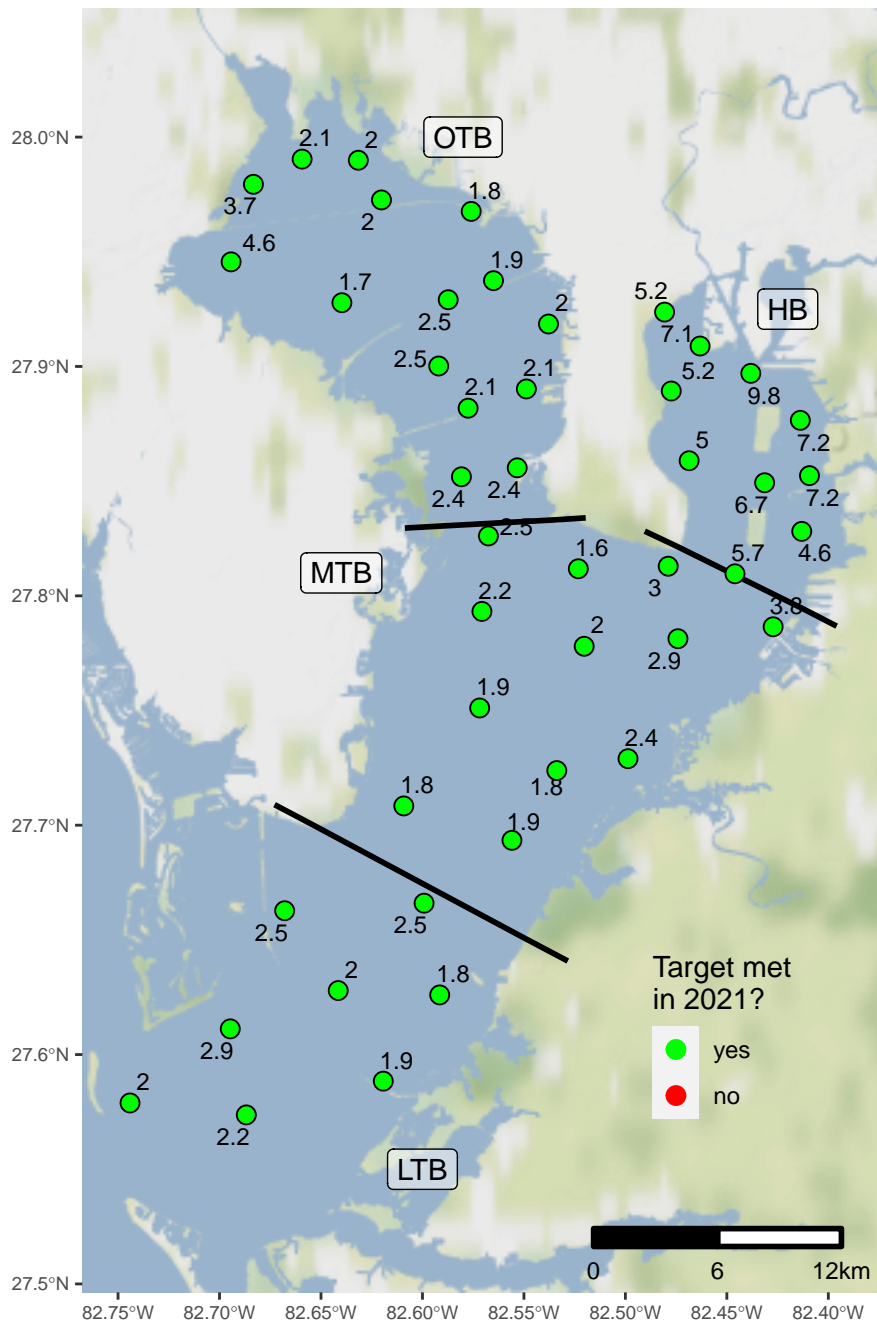 2.1
2
OTB
28.0°N
3.7
2
1.8
4.6
1.9
1.7
2.5
2
5.2
HB
7.1
2.5
2.1
5.2
9.8
27.9°N
2.1
7.2
5
2.4
2.4
6.7
7.2
2.5
4.6
MTB
1.6
3
5.7
27.8°N
2.2
3.8
2
2.9
1.9
2.4
1.8
1.8
27.7°N
1.9
2.5
2.5
Target met
in 2021?
2
1.8
yes
2.9
27.6°N
1.9
no
2
2.2
LTB
0
6
12km
27.5°N
82.75°W
82.70°W
82.65°W
82.60°W
82.55°W
82.50°W
82.45°W
82.40°W